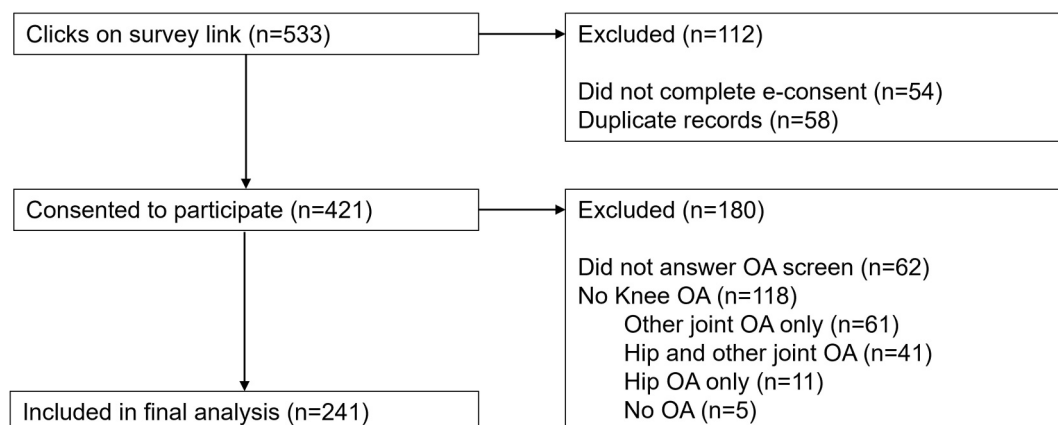 Clicks on survey link (n=533)
Excluded (n=112)
Did not complete e-consent (n=54)
Duplicate records (n=58)
Consented to participate (n=421)
Excluded (n=180)
Did not answer OA screen (n=62)
No Knee OA (n=118)
Other joint OA only (n=61)
Hip and other joint OA (n=41)
Hip OA only (n=11)
No OA (n=5)
Included in final analysis (n=241)